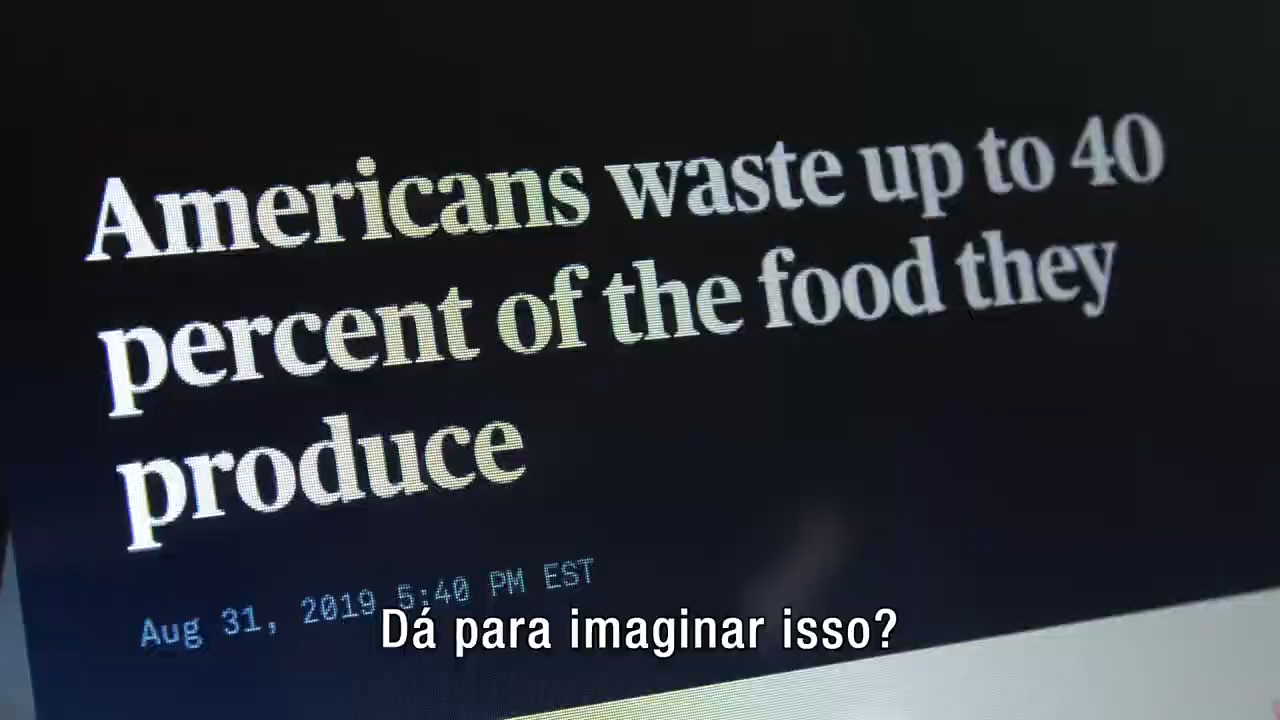 Americans waste up to 40
percent of the food they
produce
Aug 31, 2019 5:40 PM EST
Dá para imaginar isso?